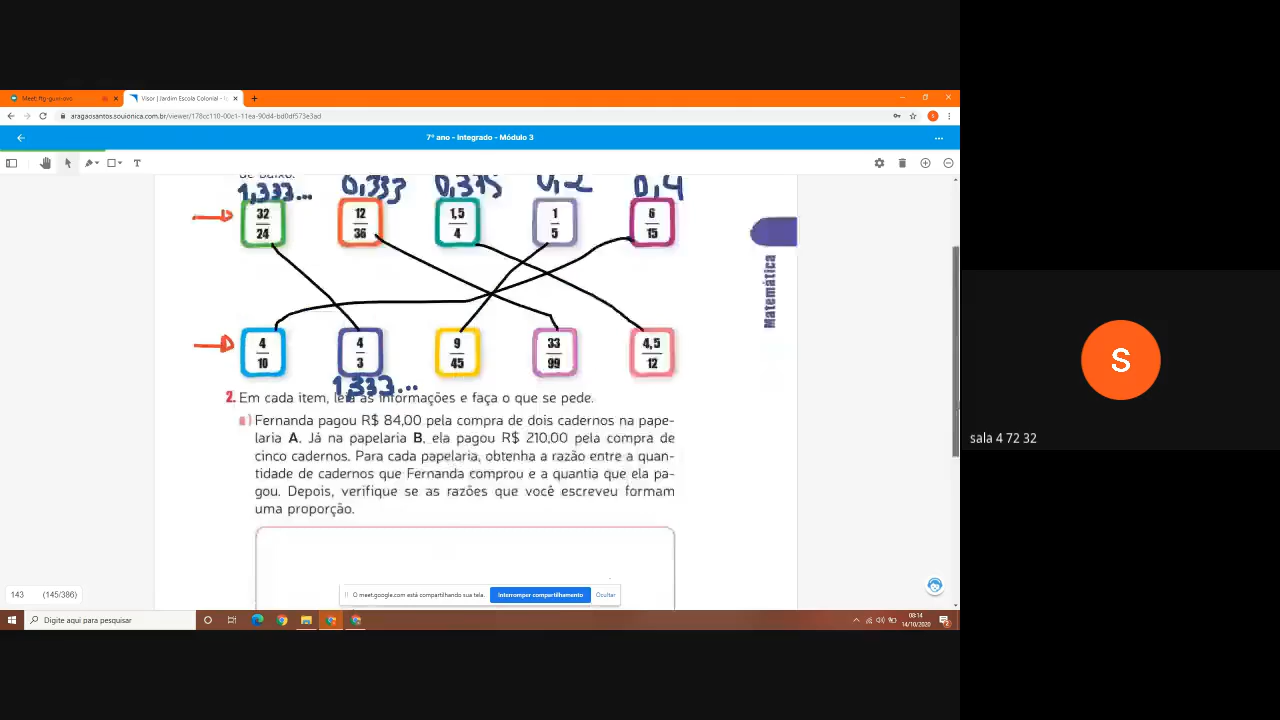 Visor | Jardim Escola Colonial - I
aragaosantos.souionica.com.br/viewer/178cc110-00c1-11ea-90d4-bd0df573e3ad
7º ano - Integrado - Módulo 3
de baixo.
1,333... 0,333 0,375 0,2 0,4
32/24 12/36 1,5/4 1/5 6/15
Matemática
4/10 4/3 9/45 33/99 4,5/12
1,333...
2. Em cada item, leia as informações e faça o que se pede.
a) Fernanda pagou R$ 84,00 pela compra de dois cadernos na pape-
laria A. Já na papelaria B, ela pagou R$ 210,00 pela compra de
cinco cadernos. Para cada papelaria, obtenha a razão entre a quan-
tidade de cadernos que Fernanda comprou e a quantia que ela pa-
gou. Depois, verifique se as razões que você escreveu formam
uma proporção.
143 (145/386)
O meet.google.com está compartilhando sua tela. Interromper compartilhamento Ocultar
Digite aqui para pesquisar
08:14
14/10/2020
S
sala 4 72 32